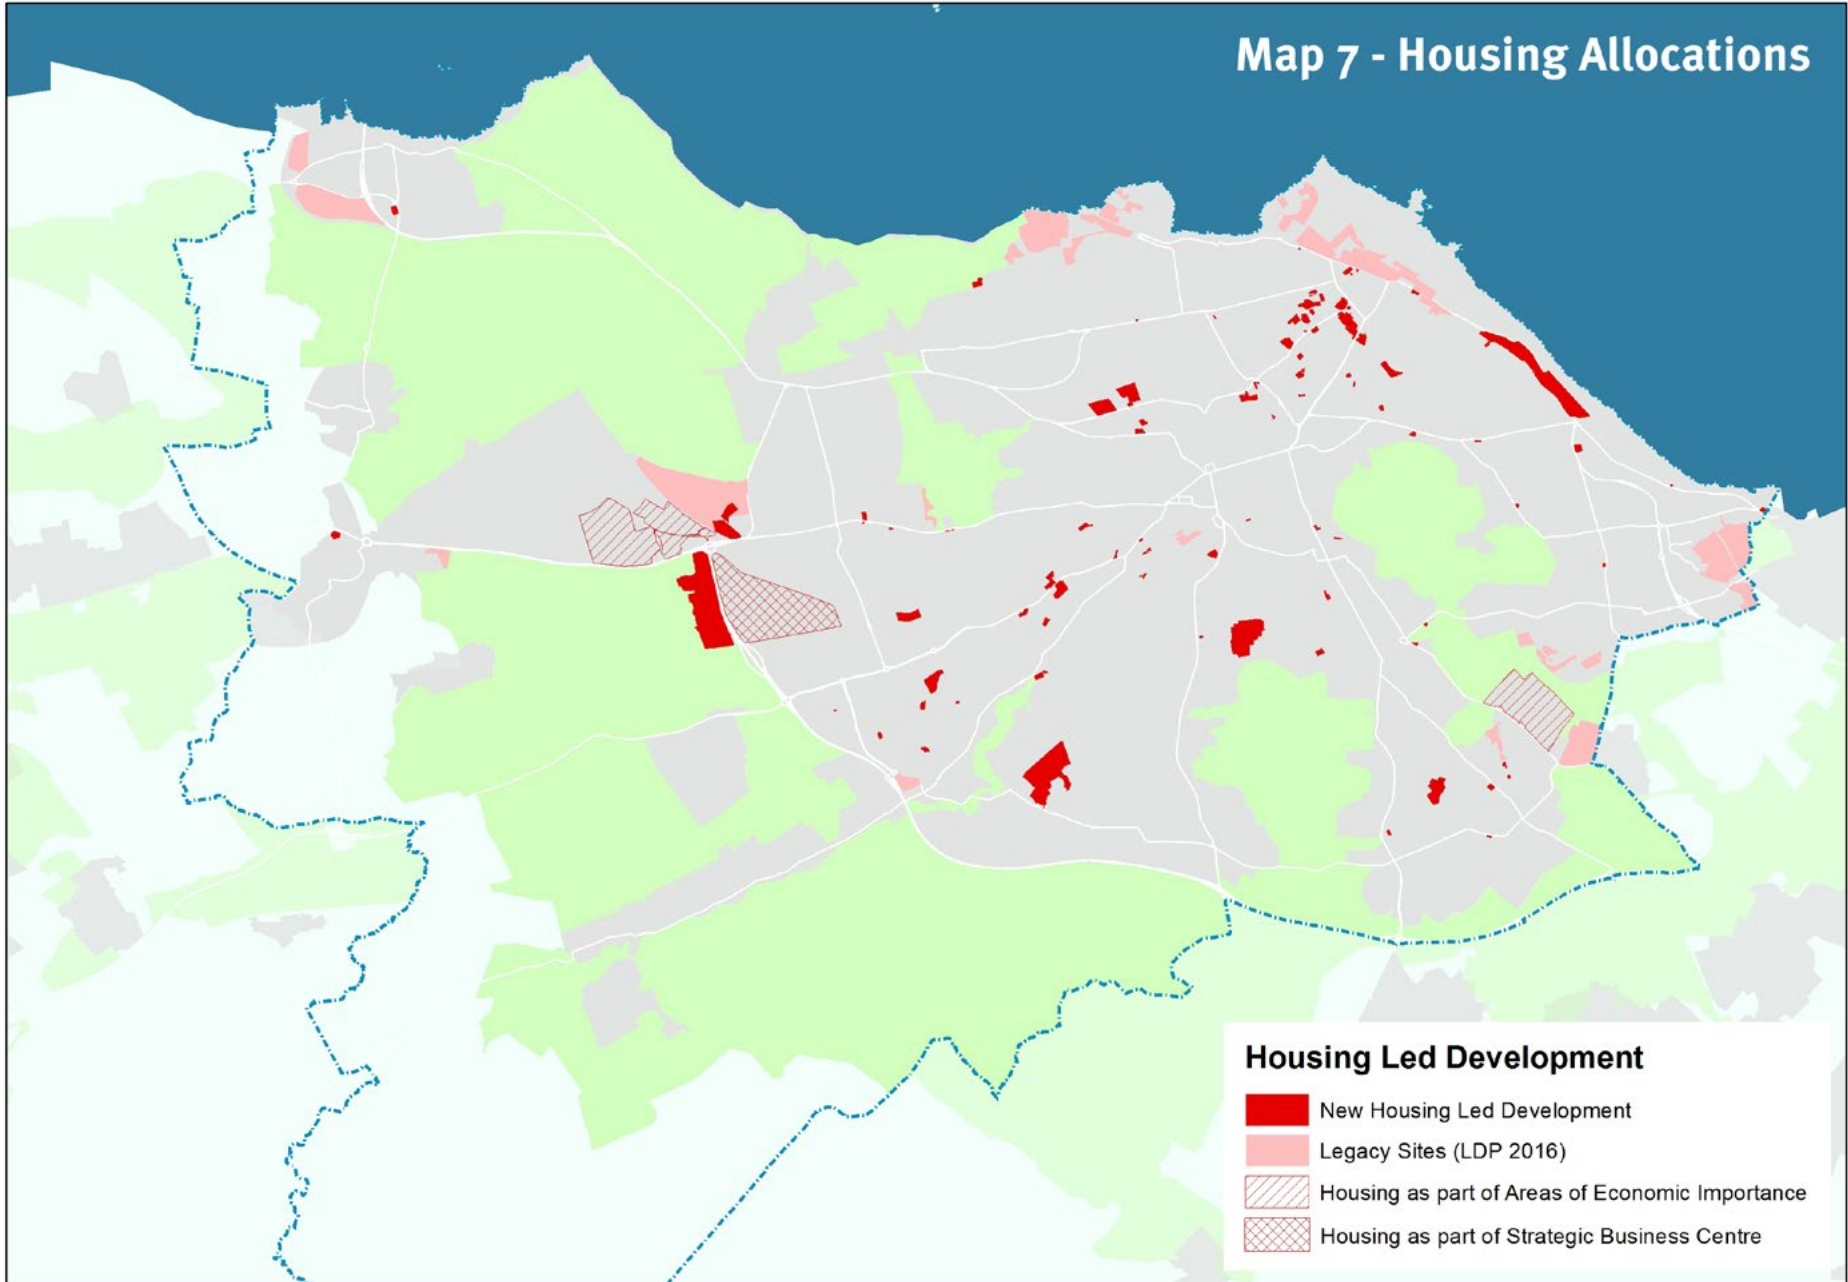 Map 7 - Housing Allocations
Housing Led Development
New Housing Led Development
Legacy Sites (LDP 2016)
Housing as part of Areas of Economic Importance
Housing as part of Strategic Business Centre